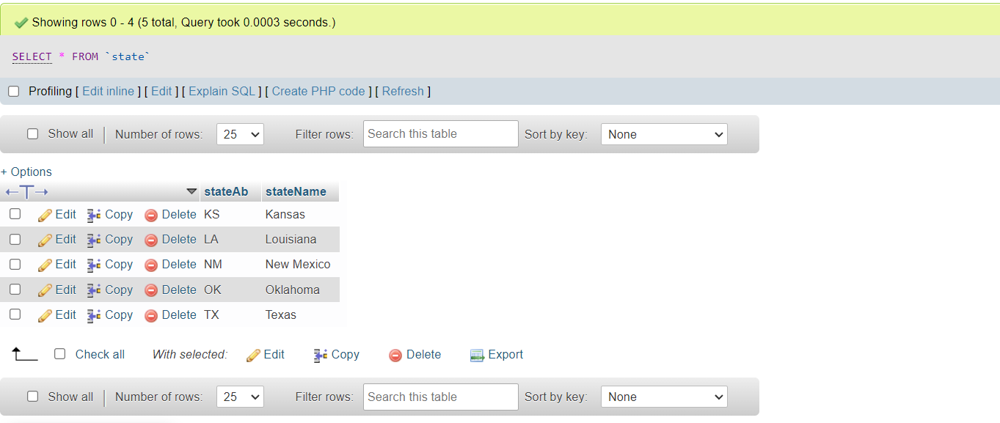 Showing rows 0 - 4 (5 total, Query took 0.0003 seconds.)
SELECT * FROM `state`
Profiling [ Edit inline ] [ Edit ] [ Explain SQL ] [ Create PHP code ] [ Refresh ]
Show all | Number of rows: 25 Filter rows: Search this table Sort by key: None
+ Options
←T→ stateAb stateName
Edit Copy Delete KS Kansas
Edit Copy Delete LA Louisiana
Edit Copy Delete NM New Mexico
Edit Copy Delete OK Oklahoma
Edit Copy Delete TX Texas
Check all With selected: Edit Copy Delete Export
Show all | Number of rows: 25 Filter rows: Search this table Sort by key: None